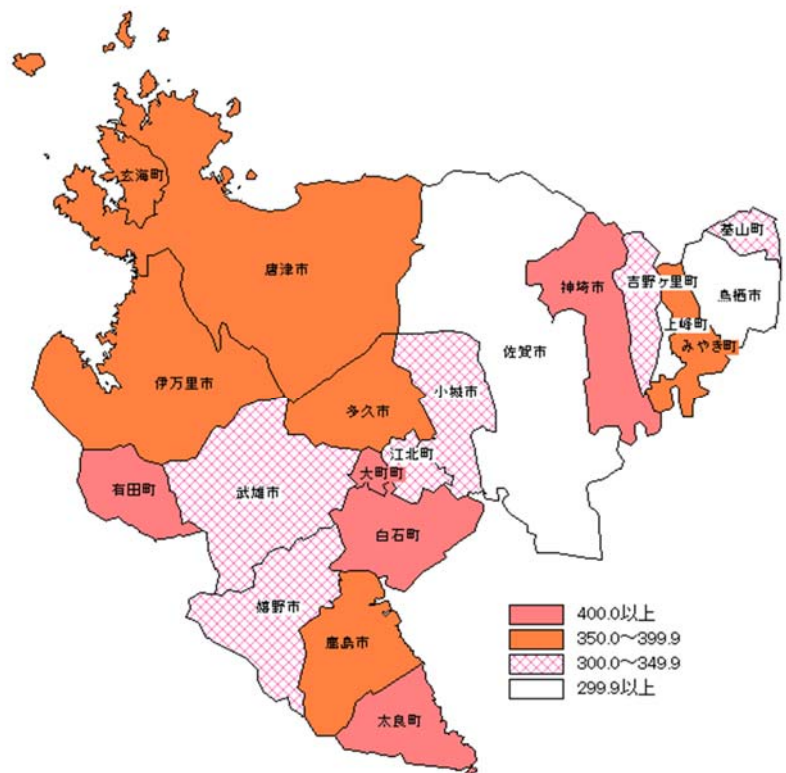 玄海町
唐津市
伊万里市
多久市
小城市
佐賀市
神埼市
吉野ヶ里町
基山町
鳥栖市
上峰町
みやき町
江北町
大町町
武雄市
有田町
白石町
嬉野市
鹿島市
太良町
400.0以上
350.0～399.9
300.0～349.9
299.9以上